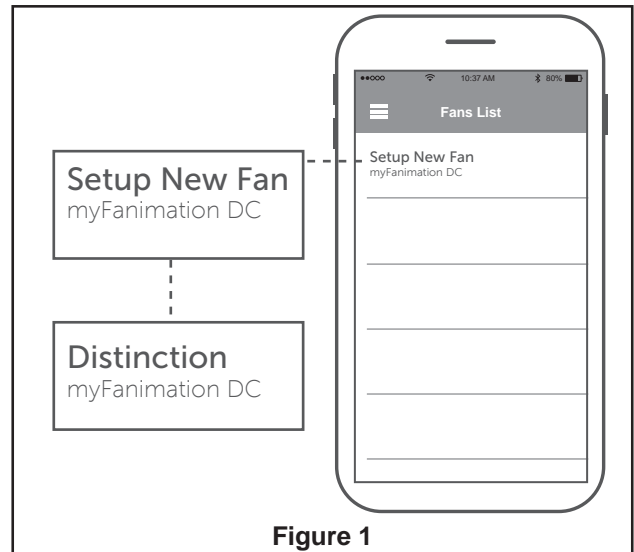 10:37 AM
80%
Fans List
Setup New Fan
myFanimation DC
Setup New Fan
myFanimation DC
Distinction
myFanimation DC
Figure 1